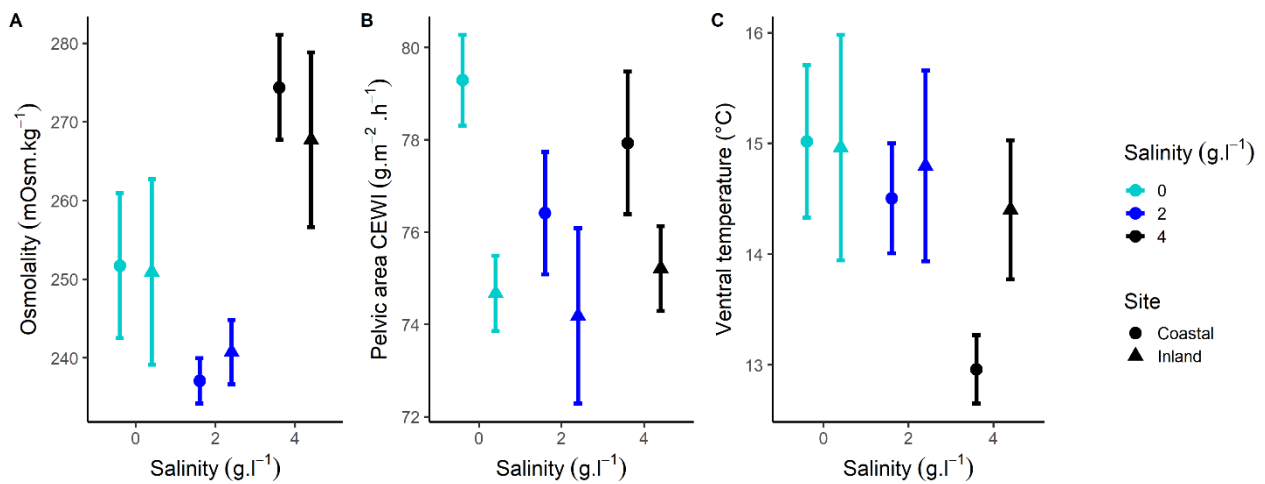 A
Osmolality (mOsm.kg⁻¹)
280
270
260
250
240
0 2 4
Salinity (g.l⁻¹)
B
Pelvic area CEWI (g.m⁻² .h⁻¹)
80
78
76
74
72
0 2 4
Salinity (g.l⁻¹)
C
Ventral temperature (°C)
16
15
14
13
0 2 4
Salinity (g.l⁻¹)
Salinity (g.l⁻¹)
0
2
4
Site
Coastal
Inland